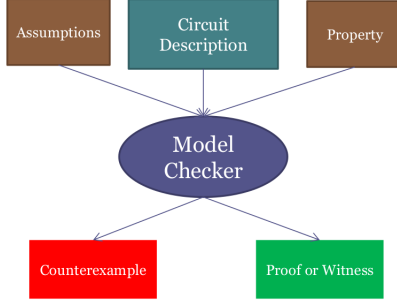 Assumptions
Circuit
Description
Property
Model
Checker
Counterexample
Proof or Witness